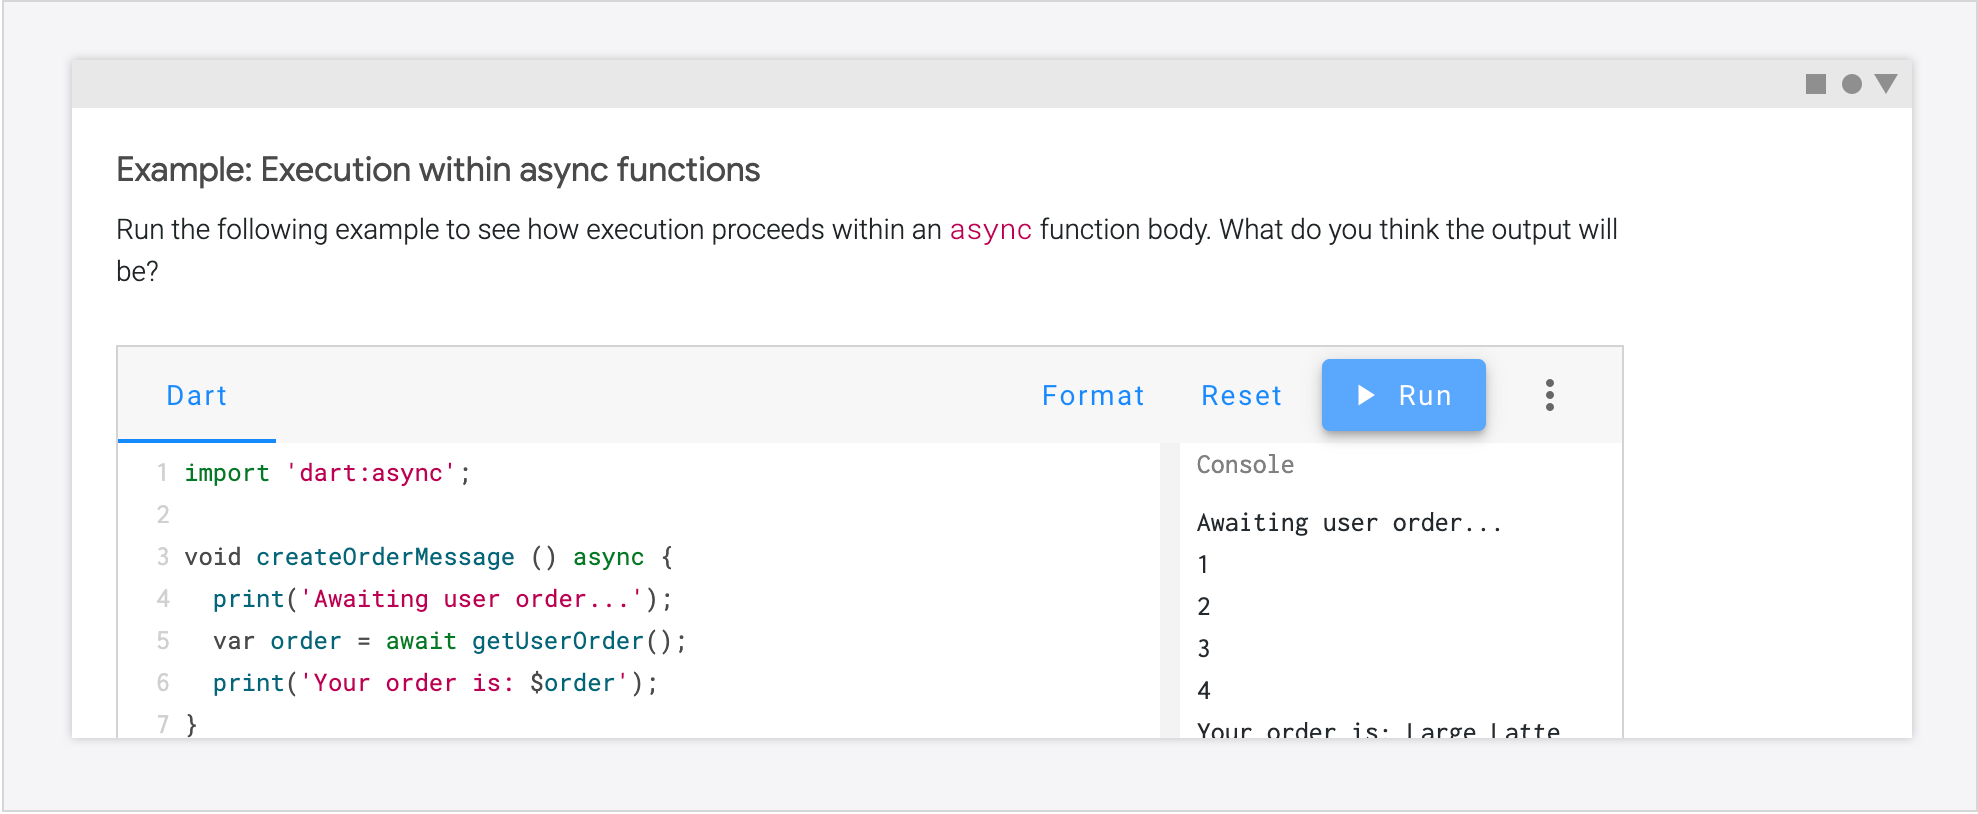 Example: Execution within async functions
Run the following example to see how execution proceeds within an async function body. What do you think the output will
be?
Dart
Format
Reset
Run
1 import 'dart:async';
2
3 void createOrderMessage () async {
4 print('Awaiting user order...');
5 var order = await getUserOrder();
6 print('Your order is: $order');
7 }
Console
Awaiting user order...
1
2
3
4
Your order is: Large Latte